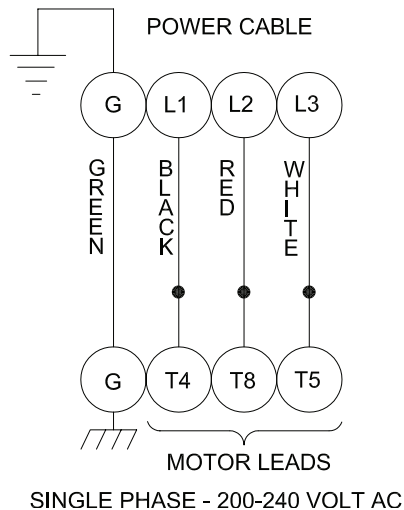 POWER CABLE
G L1 L2 L3
GREEN
BLACK
RED
WHITE
G T4 T8 T5
MOTOR LEADS
SINGLE PHASE - 200-240 VOLT AC